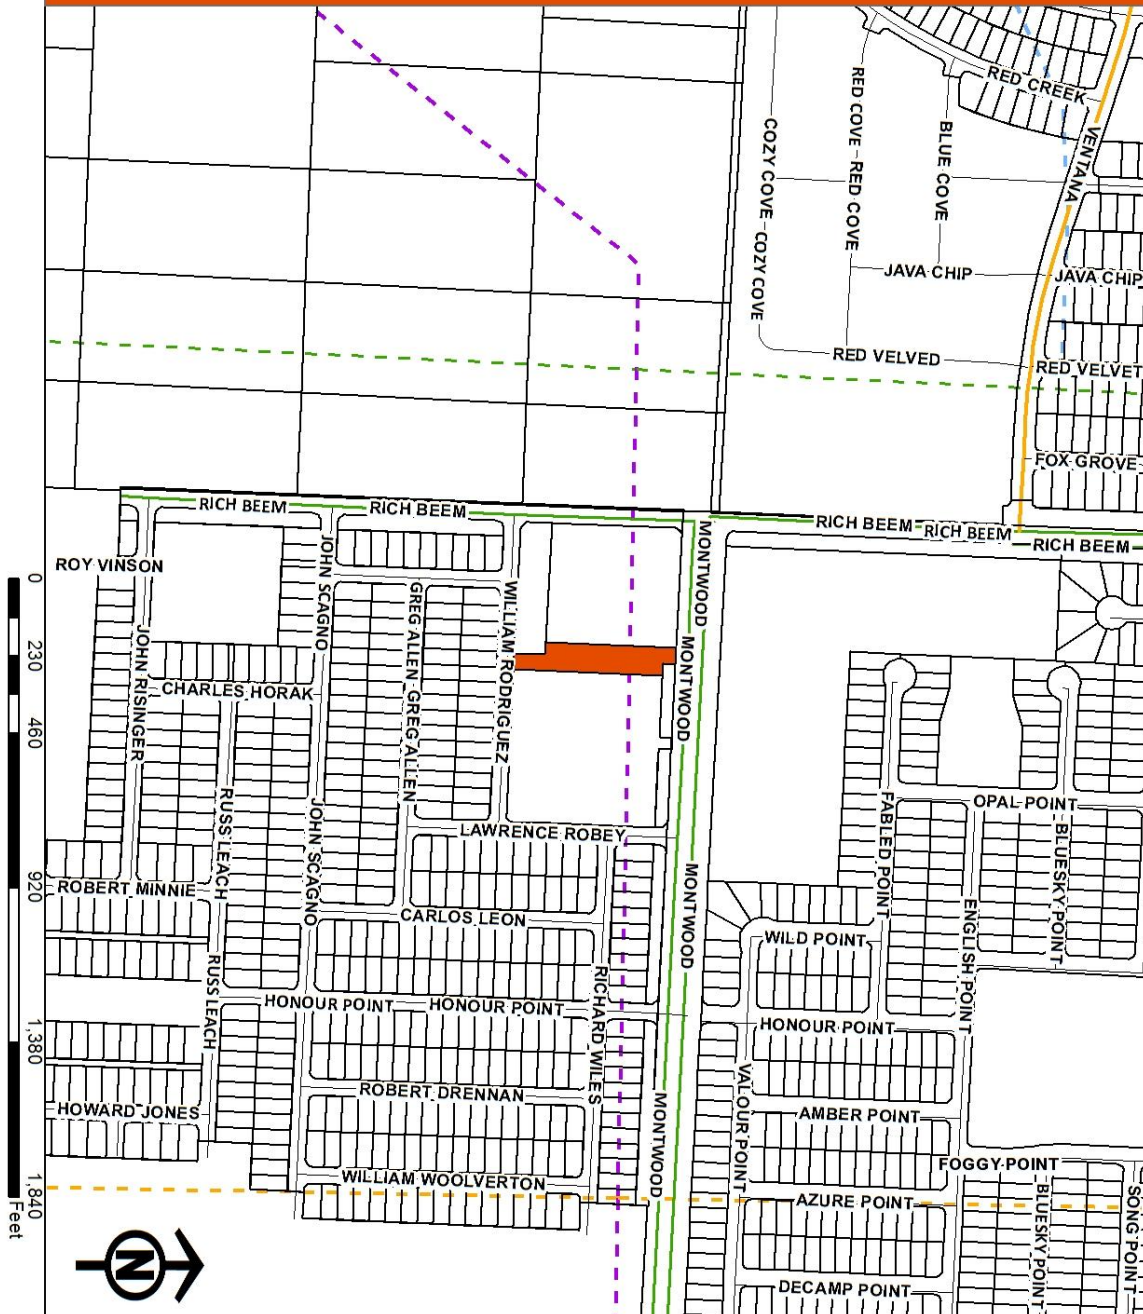 RED CREEK
VENTANA
COZY COVE
COZY COVE
RED COVE
RED COVE
BLUE COVE
JAVA CHIP
JAVA CHIP
RED VELVED
RED VELVET
FOX GROVE
RICH BEEM
RICH BEEM
RICH BEEM
RICH BEEM
RICH BEEM
MONTWOOD
ROY VINSON
JOHN SCAGNO
GREG ALLEN
GREG ALLEN
WILLIAM RODRIGUEZ
JOHN RISINGER
CHARLES HORAK
MONTWOOD
RUSS LEACH
JOHN SCAGNO
LAWRENCE ROBEY
OPAL POINT
FABLED POINT
BLUESKY POINT
ROBERT MINNIE
CARLOS LEON
MONTWOOD
ENGLISH POINT
WILD POINT
RUSS LEACH
HONOUR POINT
HONOUR POINT
RICHARD WILES
HONOUR POINT
VALOUR POINT
HOWARD JONES
ROBERT DRENNAN
MONTWOOD
AMBER POINT
WILLIAM WOOLVERTON
FOGGY POINT
AZURE POINT
BLUESKY POINT
SONG POINT
DECAMP POINT
0
230
460
920
1,380
1,840
Feet
N